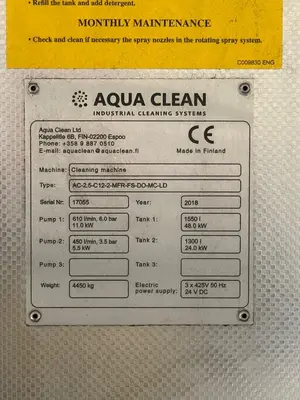 • Refill the tank and add detergent.
MONTHLY MAINTENANCE
• Check and clean if necessary the spray nozzles in the rotating spray system.
C009830 ENG
AQUA CLEAN
INDUSTRIAL CLEANING SYSTEMS
Aqua Clean Ltd
Kappelitie 6B, FIN-02200 Espoo
Phone: +358 9 887 0510
E-mail: aquaclean@aquaclean.fi
CE
Made in Finland
Machine: Cleaning machine
Type: AC-2,5-C12-2-MFR-FS-DO-MC-LD
Serial Nr: 17055 Year: 2018
Pump 1: 610 l/min, 6.0 bar 11.0 kW Tank 1: 1550 l 48.0 kW
Pump 2: 480 l/min, 3.5 bar 5.5 kW Tank 2: 1300 l 24.0 kW
Pump 3: Tank 3:
Weight: 4450 kg Electric power supply: 3 x 425V 50 Hz 24 V DC